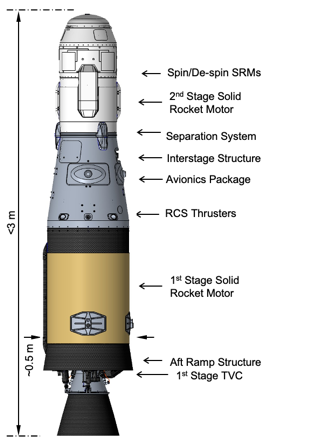 Spin/De-spin SRMs
2nd Stage Solid
Rocket Motor
Separation System
Interstage Structure
Avionics Package
<3 m
RCS Thrusters
1st Stage Solid
Rocket Motor
~0.5 m
Aft Ramp Structure
1st Stage TVC